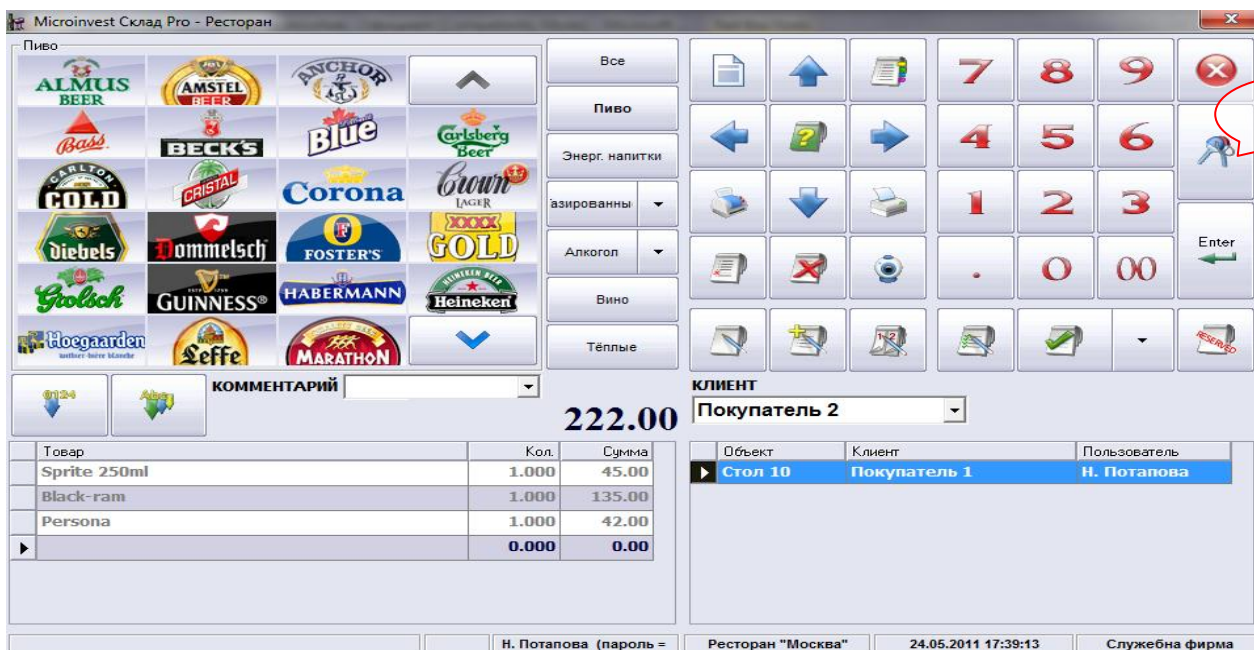 Microinvest Склад Pro - Ресторан
Пиво
ALMUS BEER
AMSTEL BEER
ANCHOR
Bass
BECK'S
Blue
Carlsberg Beer
CARLTON COLD
CRISTAL
Corona
Crown LAGER
Diebels
Dommelsch
FOSTER'S
XXXX GOLD
Grolsch
GUINNESS®
HABERMANN
HEINEKEN BEER
Heineken
Hoegaarden
Leffe
MARATHON
Все
Пиво
Энерг. напитки
азированны
Алкогол
Вино
Тёплые
7 8 9
4 5 6
1 2 3
. 0 00
Enter
RESERVED
0124
Abcd
КОММЕНТАРИЙ
222.00
КЛИЕНТ
Покупатель 2
Товар Кол. Сумма
Sprite 250ml 1.000 45.00
Black-ram 1.000 135.00
Persona 1.000 42.00
0.000 0.00
Объект Клиент Пользователь
Стол 10 Покупатель 1 Н. Потапова
Н. Потапова (пароль = Ресторан "Москва" 24.05.2011 17:39:13 Служебна фирма